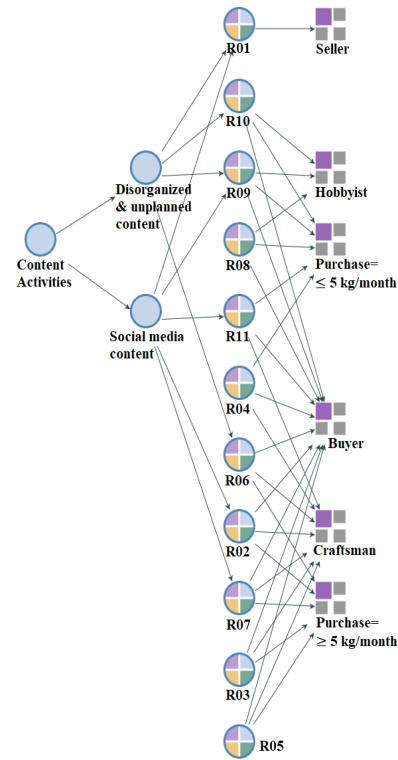 R01
Seller
R10
Disorganized
& unplanned
content
R09
Hobbyist
Content
Activities
R08
Purchase=
≤ 5 kg/month
Social media
content
R11
R04
Buyer
R06
R02
Craftsman
R07
Purchase=
≥ 5 kg/month
R03
R05